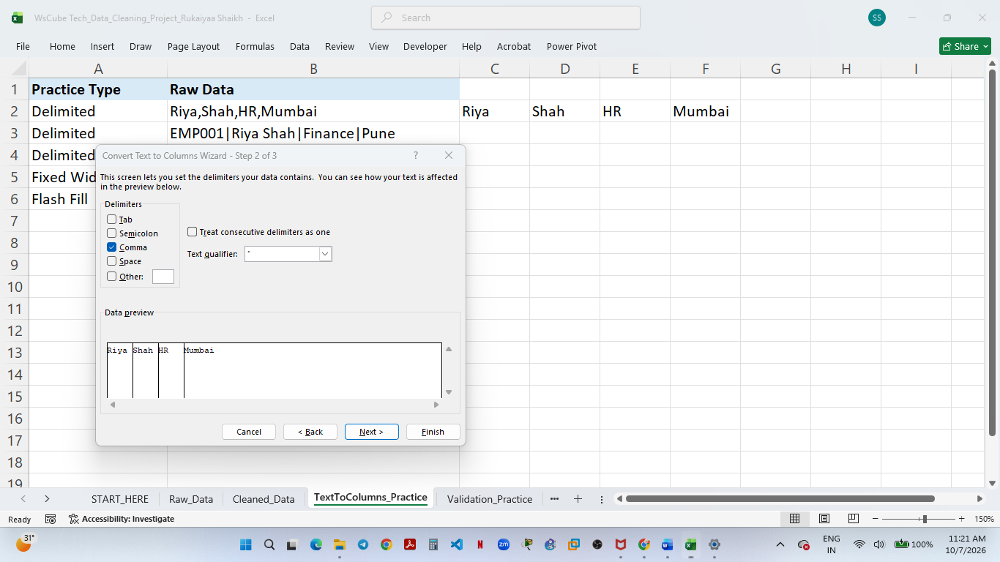 WsCube Tech_Data_Cleaning_Project_Rukaiyaa Shaikh - Excel
Search
SS
File Home Insert Draw Page Layout Formulas Data Review View Developer Help Acrobat Power Pivot
Share
A B C D E F G H I
1 Practice Type Raw Data
2 Delimited Riya,Shah,HR,Mumbai Riya Shah HR Mumbai
3 Delimited EMP001|Riya Shah|Finance|Pune
4 Delimited
5 Fixed Wid
6 Flash Fill
7
8
9
10
11
12
13
14
15
16
17
18
19
Convert Text to Columns Wizard - Step 2 of 3 ?
This screen lets you set the delimiters your data contains. You can see how your text is affected
in the preview below.
Delimiters
Tab
Semicolon
Comma
Space
Other:
Treat consecutive delimiters as one
Text qualifier: "
Data preview
Riya Shah HR Mumbai
Cancel < Back Next > Finish
START_HERE Raw_Data Cleaned_Data TextToColumns_Practice Validation_Practice
Ready Accessibility: Investigate 150%
31°
zm
ENG
IN
100%
11:21 AM
10/7/2026